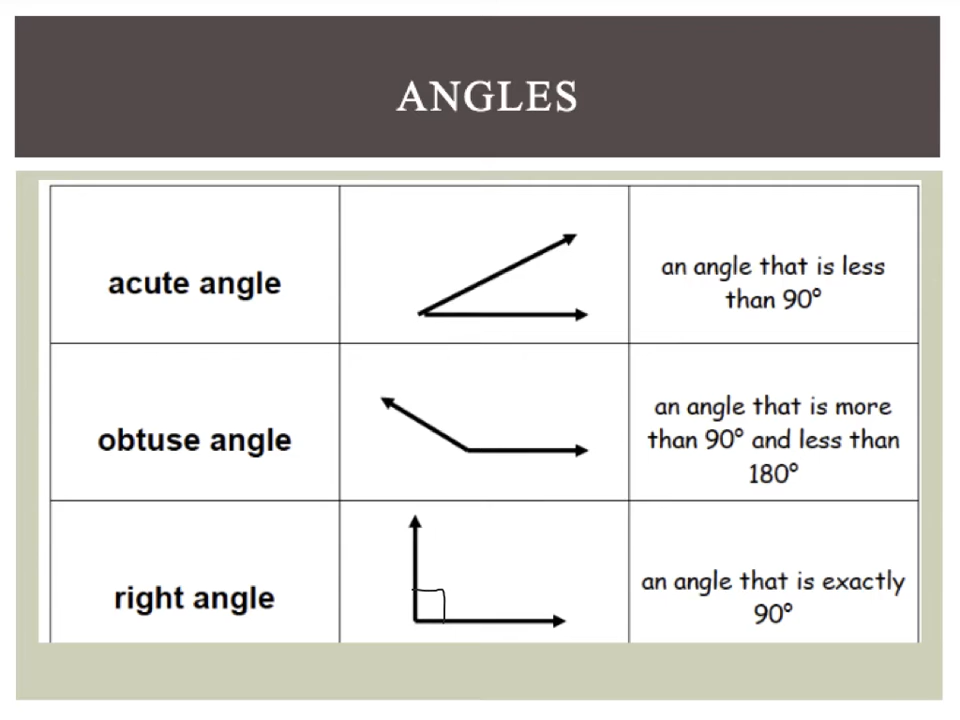 ANGLES
acute angle
an angle that is less
than 90°
obtuse angle
an angle that is more
than 90° and less than
180°
right angle
an angle that is exactly
90°